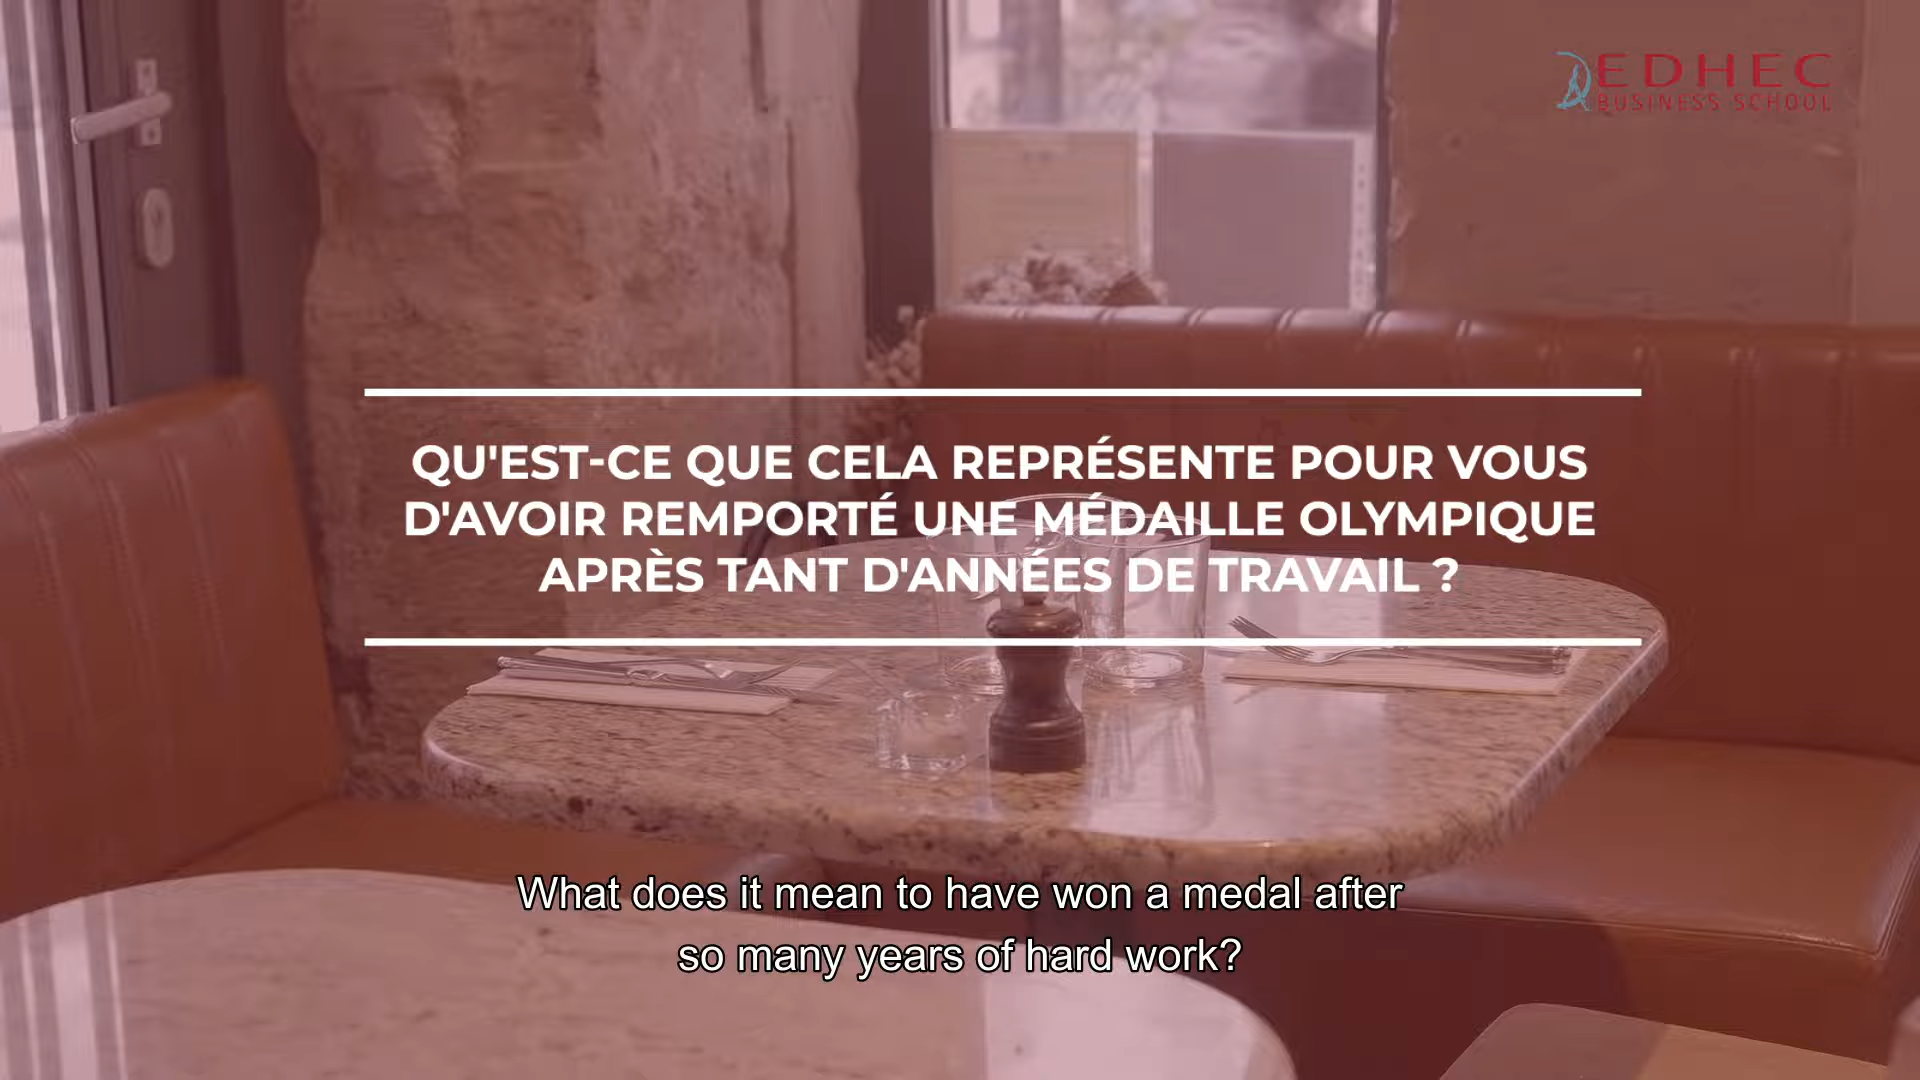 EDHEC
BUSINESS SCHOOL
QU'EST-CE QUE CELA REPRÉSENTE POUR VOUS
D'AVOIR REMPORTÉ UNE MÉDAILLE OLYMPIQUE
APRÈS TANT D'ANNÉES DE TRAVAIL ?
What does it mean to have won a medal after
so many years of hard work?